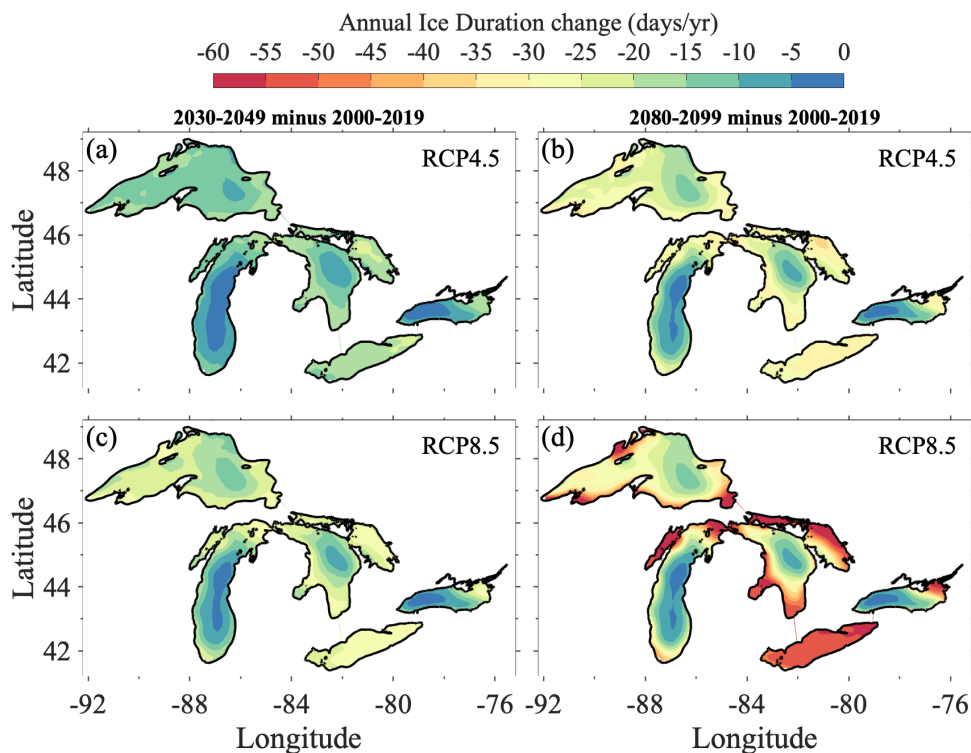 Annual Ice Duration change (days/yr)
-60 -55 -50 -45 -40 -35 -30 -25 -20 -15 -10 -5 0
2030-2049 minus 2000-2019
2080-2099 minus 2000-2019
(a) RCP4.5
(b) RCP4.5
48
46
44
42
Latitude
(c) RCP8.5
(d) RCP8.5
48
46
44
42
Latitude
-92 -88 -84 -80 -76
-92 -88 -84 -80 -76
Longitude
Longitude